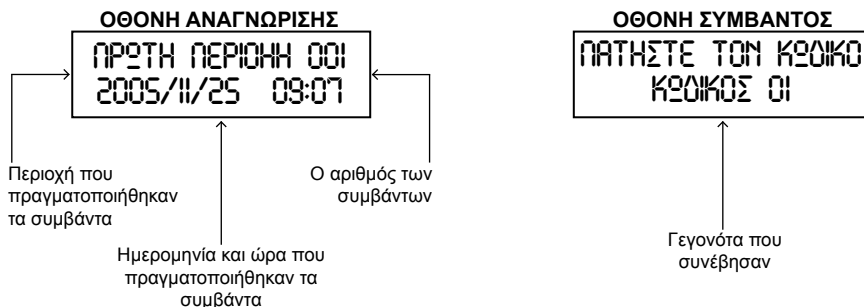 ΟΘΟΝΗ ΑΝΑΓΝΩΡΙΣΗΣ
ΠΡΩΤΗ ΠΕΡΙΟΗΗ 001
2005/11/25 09:07
Περιοχή που
πραγματοποιήθηκαν
τα συμβάντα
Ο αριθμός των
συμβάντων
Ημερομηνία και ώρα που
πραγματοποιήθηκαν τα
συμβάντα
ΟΘΟΝΗ ΣΥΜΒΑΝΤΟΣ
ΠΑΤΗΣΤΕ ΤΟΝ ΚΩΔΙΚΟ
ΚΩΔΙΚΟΣ 01
Γεγονότα που
συνέβησαν